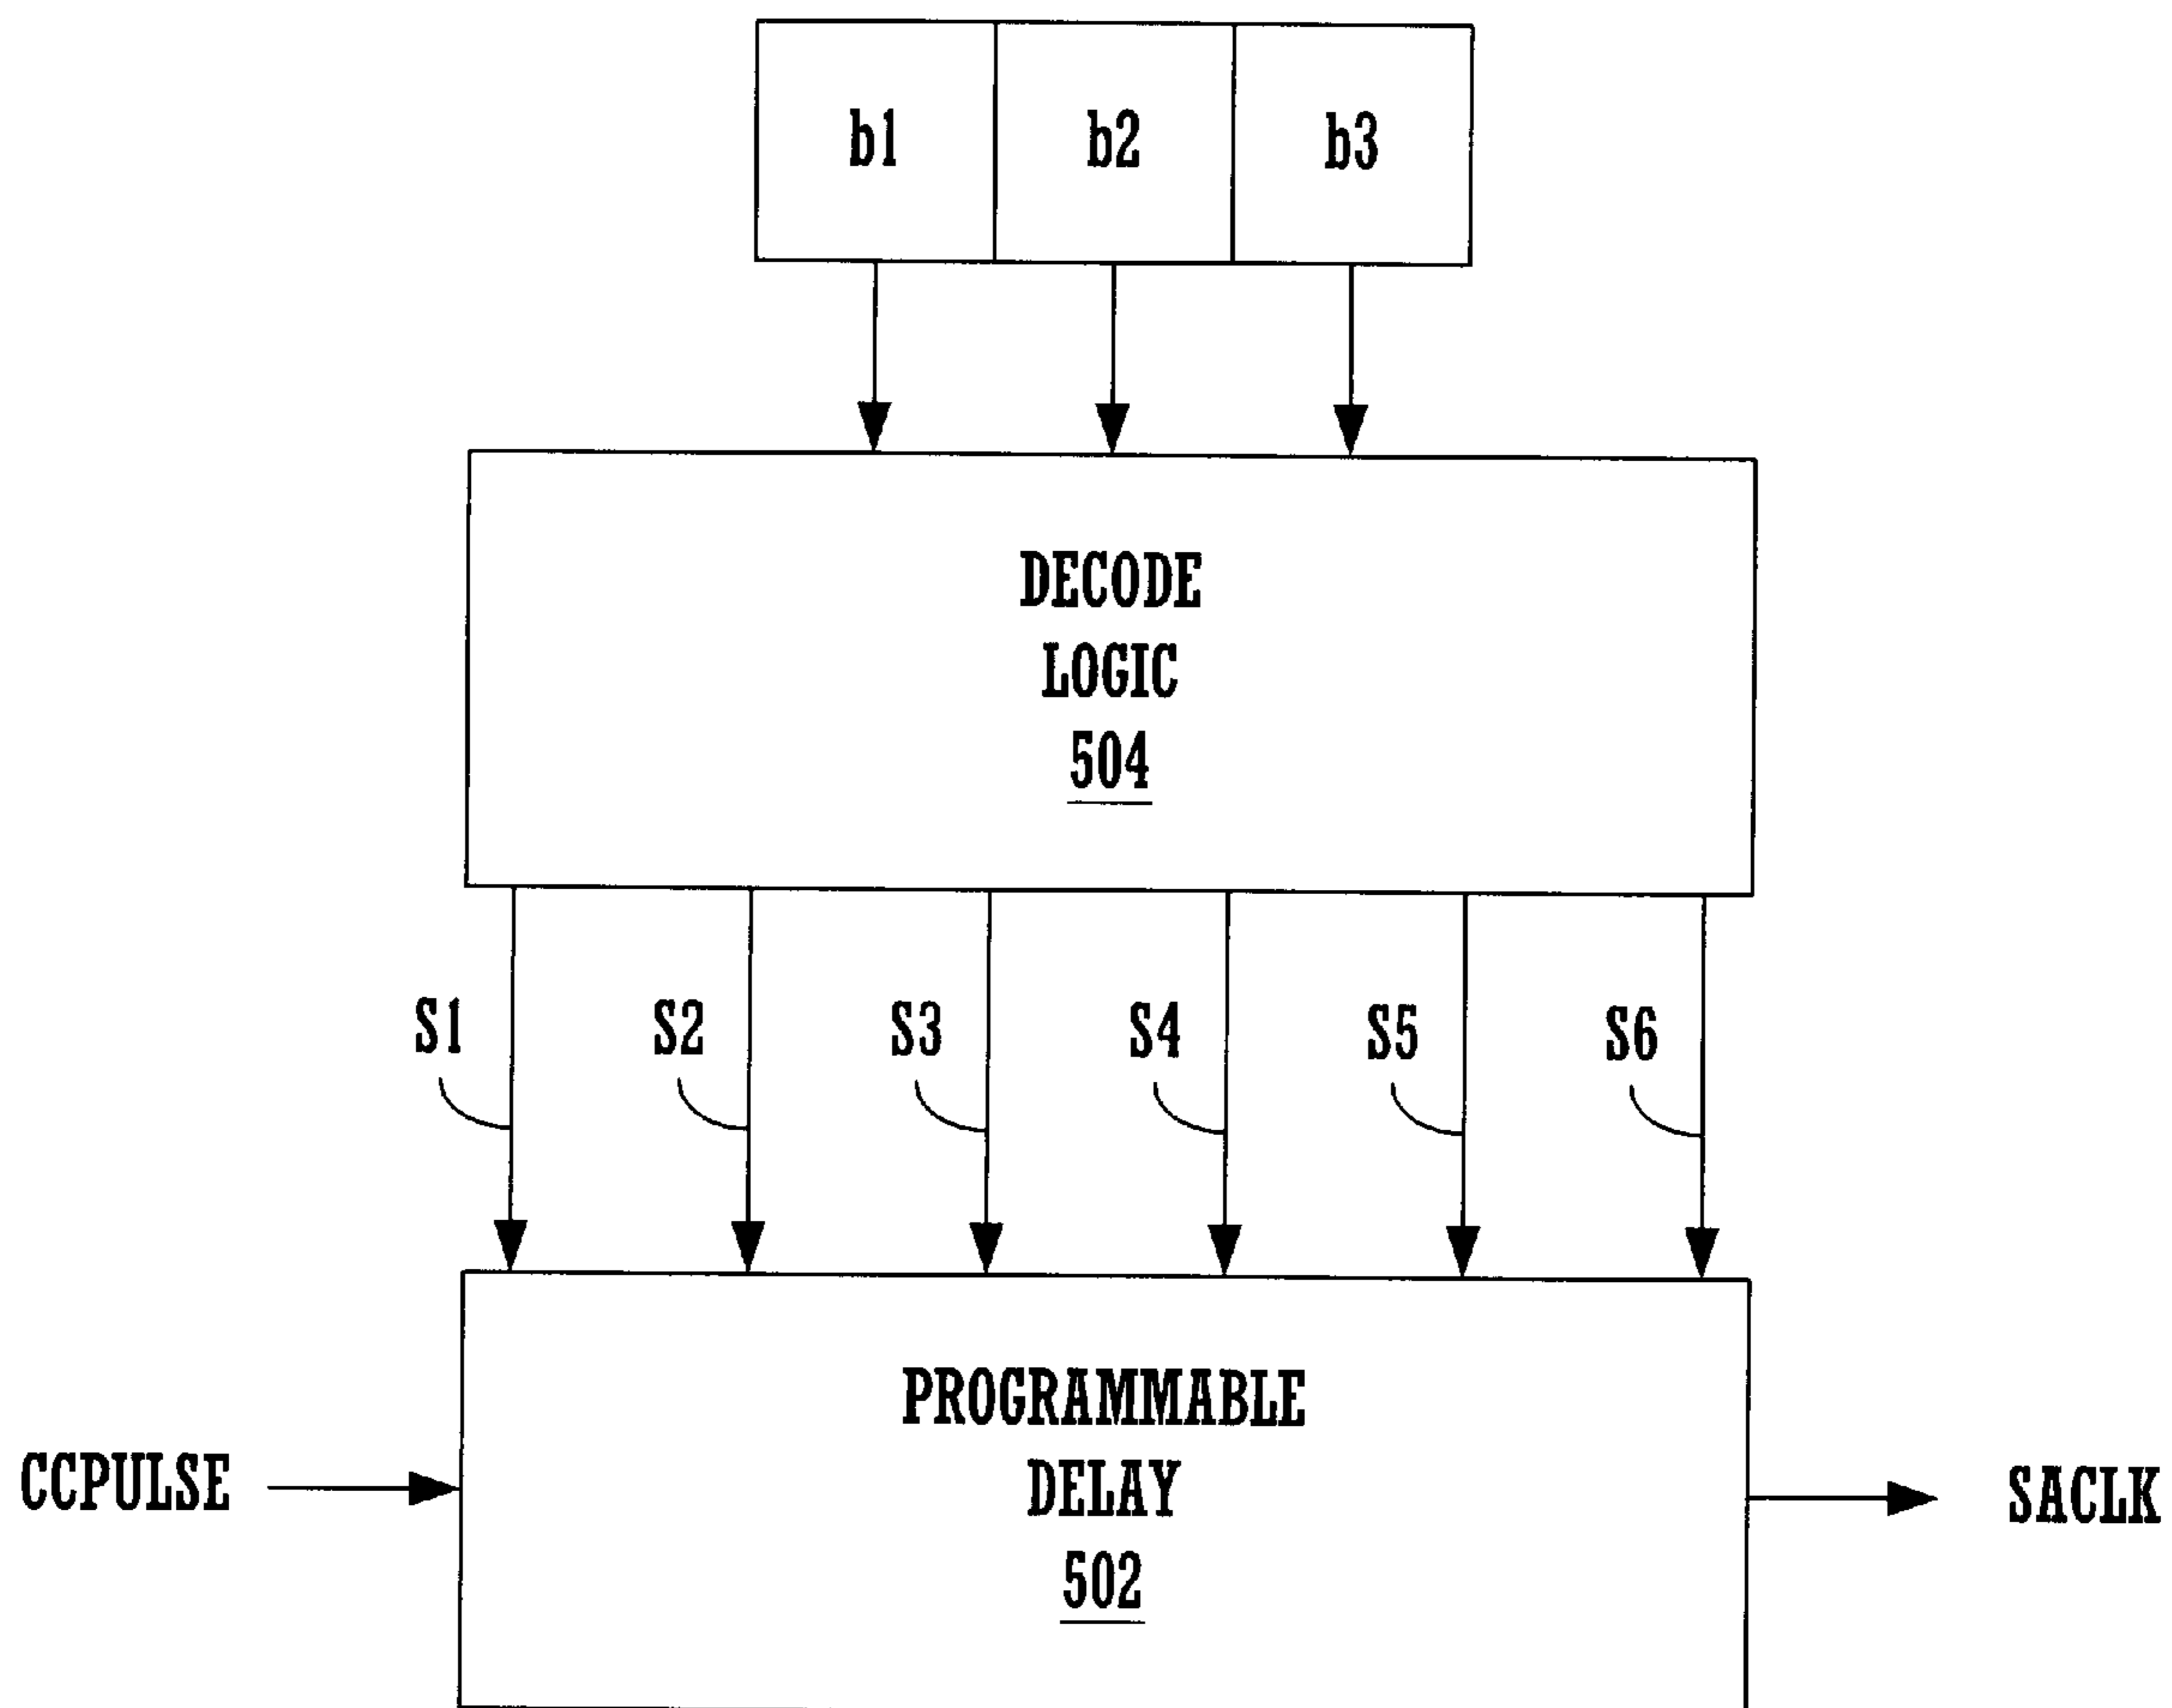 b1 b2 b3
DECODE
LOGIC
504
S1 S2 S3 S4 S5 S6
PROGRAMMABLE
DELAY
502
CCPULSE
SACLK